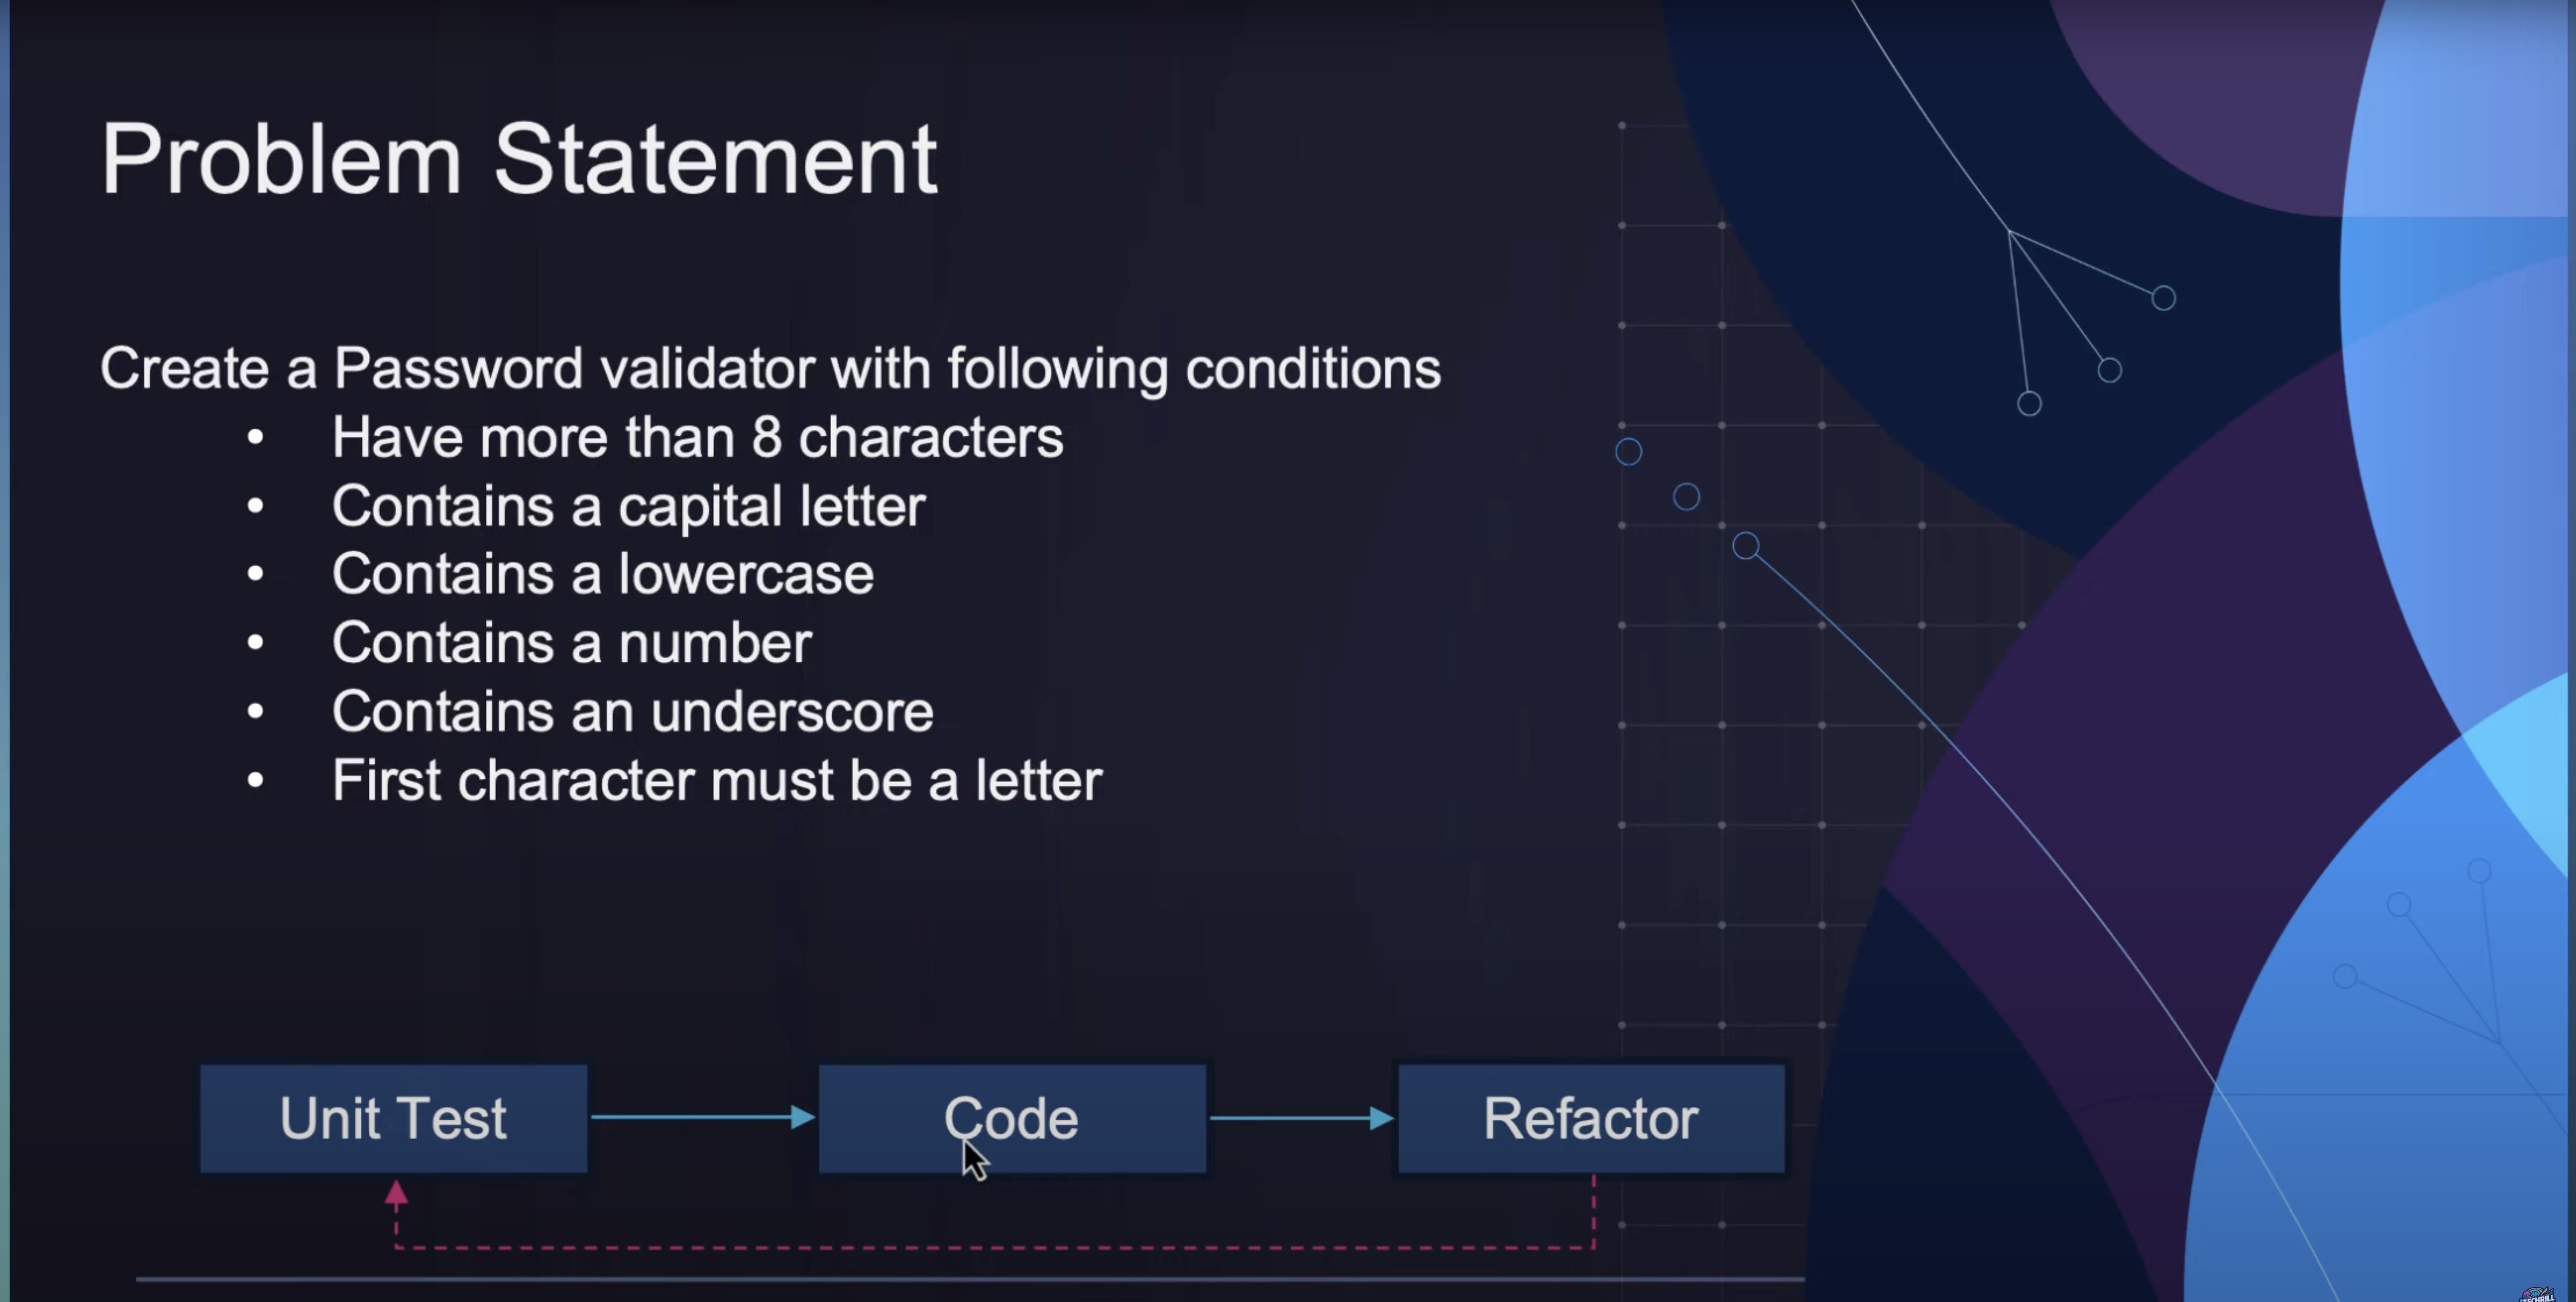 Problem Statement
Create a Password validator with following conditions
• Have more than 8 characters
• Contains a capital letter
• Contains a lowercase
• Contains a number
• Contains an underscore
• First character must be a letter
Unit Test
Code
Refactor